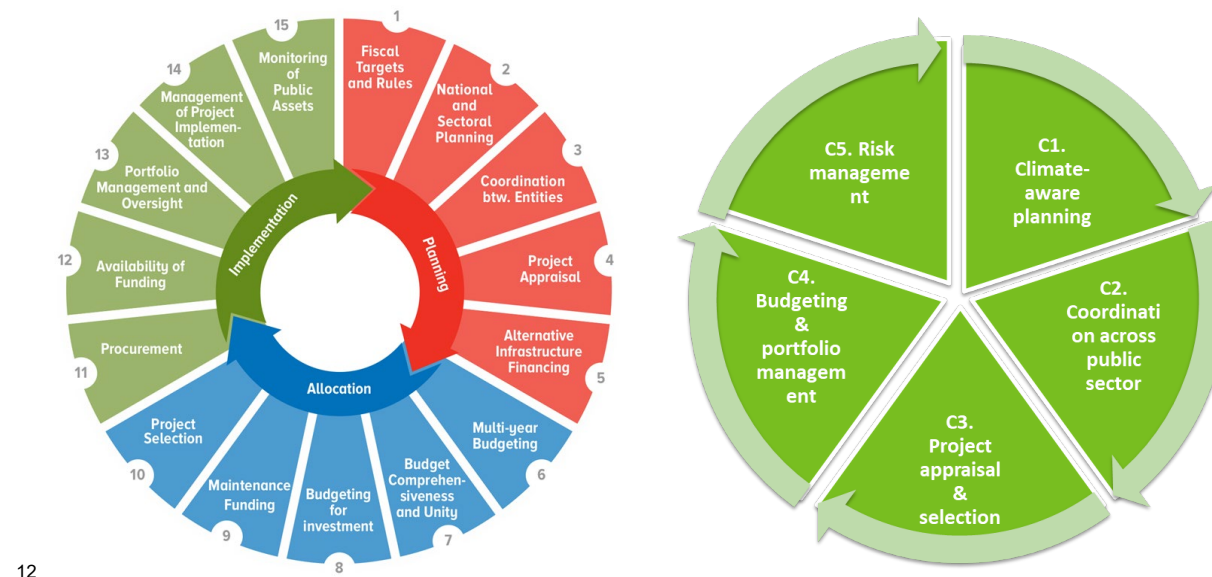 1
Fiscal
Targets
and Rules
2
National
and
Sectoral
Planning
3
Coordination
btw. Entities
4
Project
Appraisal
5
Alternative
Infrastructure
Financing
6
Multi-year
Budgeting
7
Budget
Comprehen-
siveness
and Unity
8
Budgeting
for
investment
9
Maintenance
Funding
10
Project
Selection
11
Procurement
12
Availability of
Funding
13
Portfolio
Management and
Oversight
14
Management
of Project
Implemen-
tation
15
Monitoring
of
Public
Assets
Planning
Allocation
Implementation
C1.
Climate-
aware
planning
C2.
Coordinati
on across
public
sector
C3.
Project
appraisal
&
selection
C4.
Budgeting
&
portfolio
managem
ent
C5. Risk
manageme
nt
12